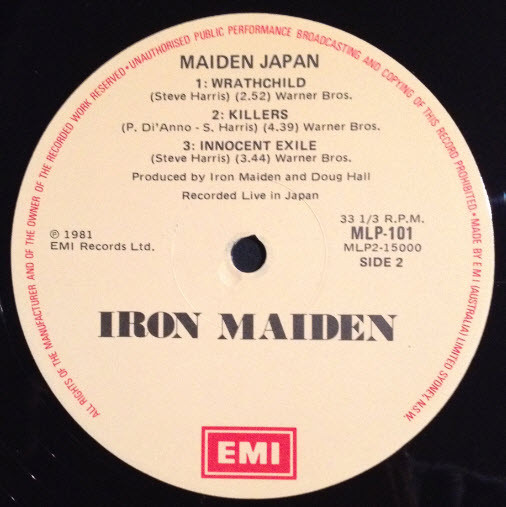 ALL RIGHTS OF THE MANUFACTURER AND OF THE OWNER OF THE RECORDED WORK RESERVED • UNAUTHORISED PUBLIC PERFORMANCE BROADCASTING AND COPYING OF THIS RECORD PROHIBITED • MADE BY E M I (AUSTRALIA) LIMITED SYDNEY, N.S.W.
MAIDEN JAPAN
1: WRATHCHILD
(Steve Harris) (2.52) Warner Bros.
2: KILLERS
(P. Di'Anno - S. Harris) (4.39) Warner Bros.
3: INNOCENT EXILE
(Steve Harris) (3.44) Warner Bros.
Produced by Iron Maiden and Doug Hall
Recorded Live in Japan
℗ 1981
EMI Records Ltd.
33 1/3 R.P.M.
MLP-101
MLP2-15000
SIDE 2
IRON MAIDEN
EMI